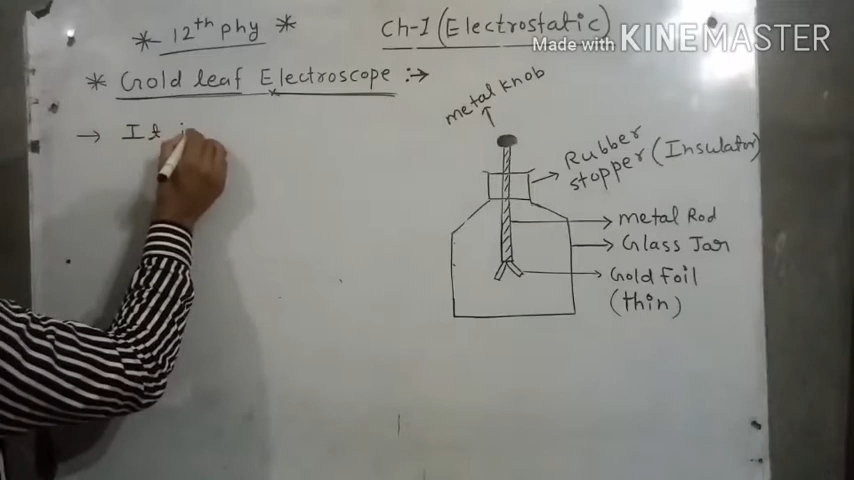 * 12th phy *
Ch-1 (Electrostatic)
Made with KINEMASTER
* Gold leaf Electroscope :→
→ It i
metal knob
Rubber
stopper (Insulator)
metal Rod
Glass Jar
Gold Foil
(thin)